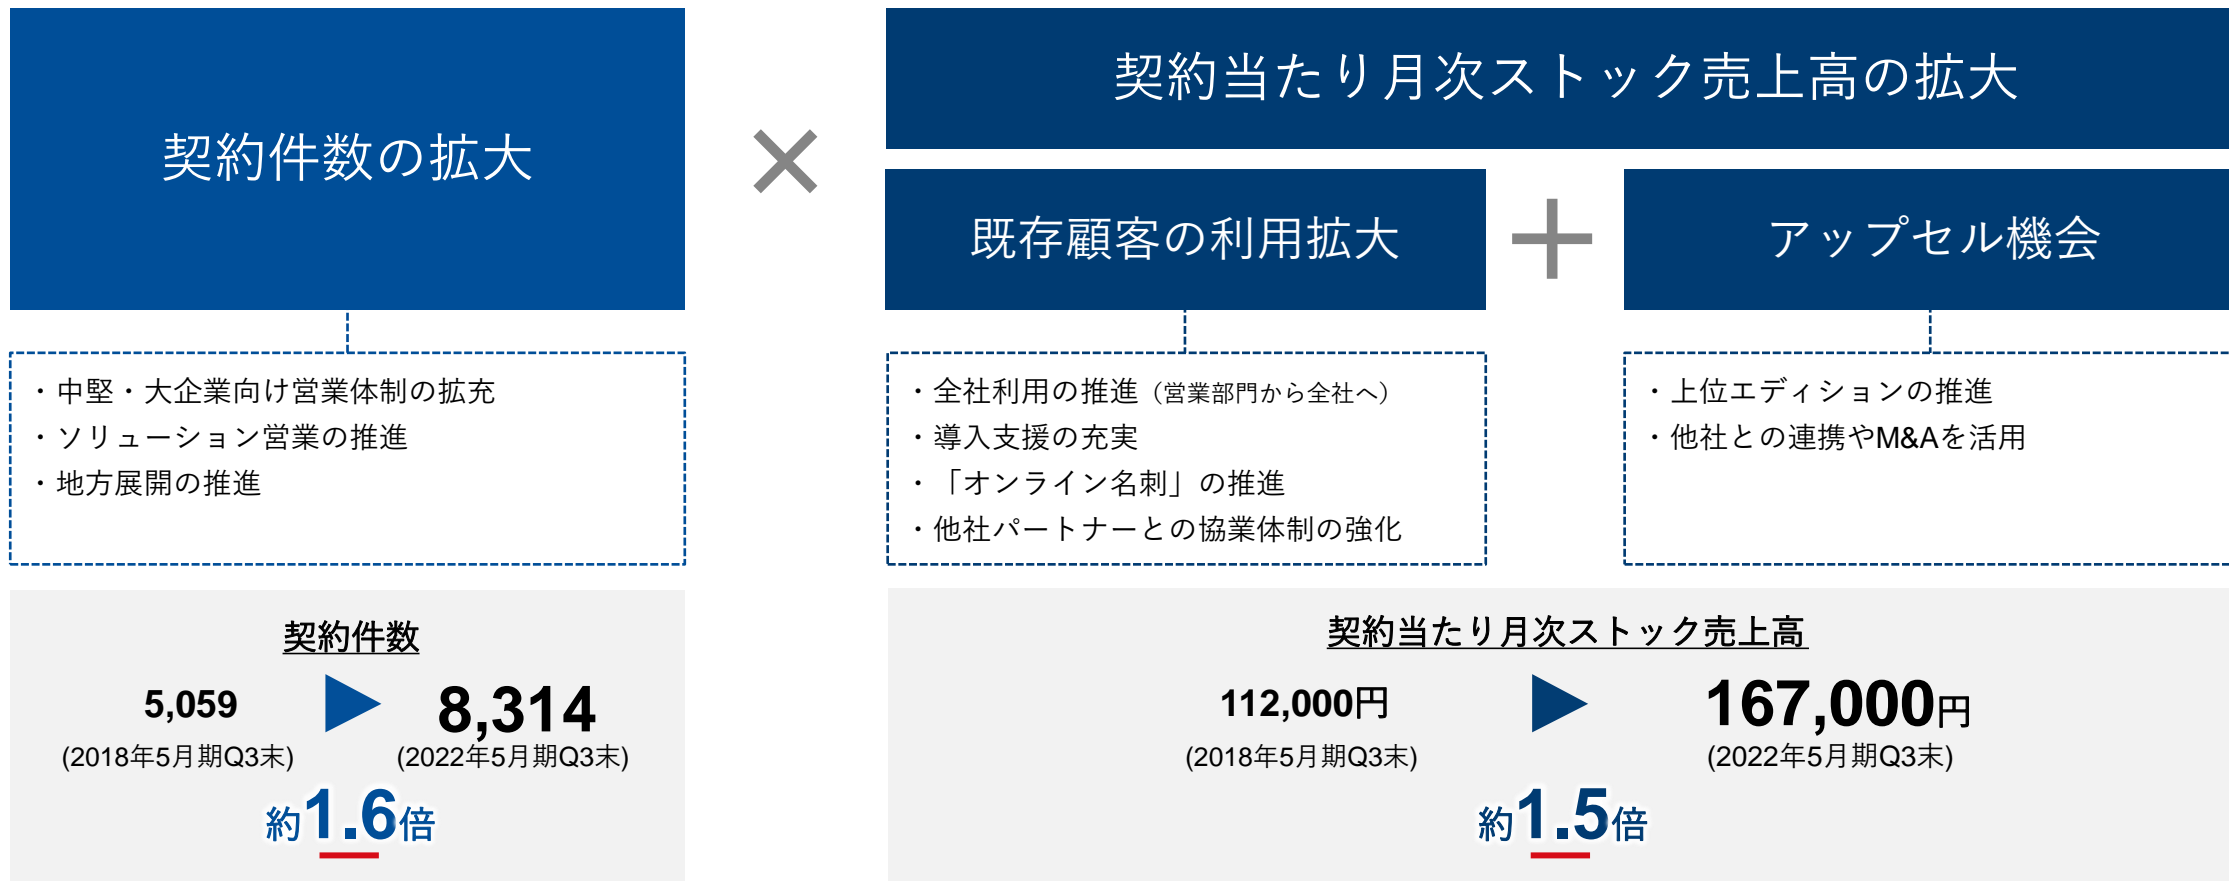 契約件数の拡大
×
契約当たり月次ストック売上高の拡大
既存顧客の利用拡大
＋
アップセル機会
・中堅・大企業向け営業体制の拡充
・ソリューション営業の推進
・地方展開の推進
・全社利用の推進（営業部門から全社へ）
・導入支援の充実
・「オンライン名刺」の推進
・他社パートナーとの協業体制の強化
・上位エディションの推進
・他社との連携やM&Aを活用
契約件数
5,059
8,314
(2018年5月期Q3末)
(2022年5月期Q3末)
約1.6倍
契約当たり月次ストック売上高
112,000円
167,000円
(2018年5月期Q3末)
(2022年5月期Q3末)
約1.5倍